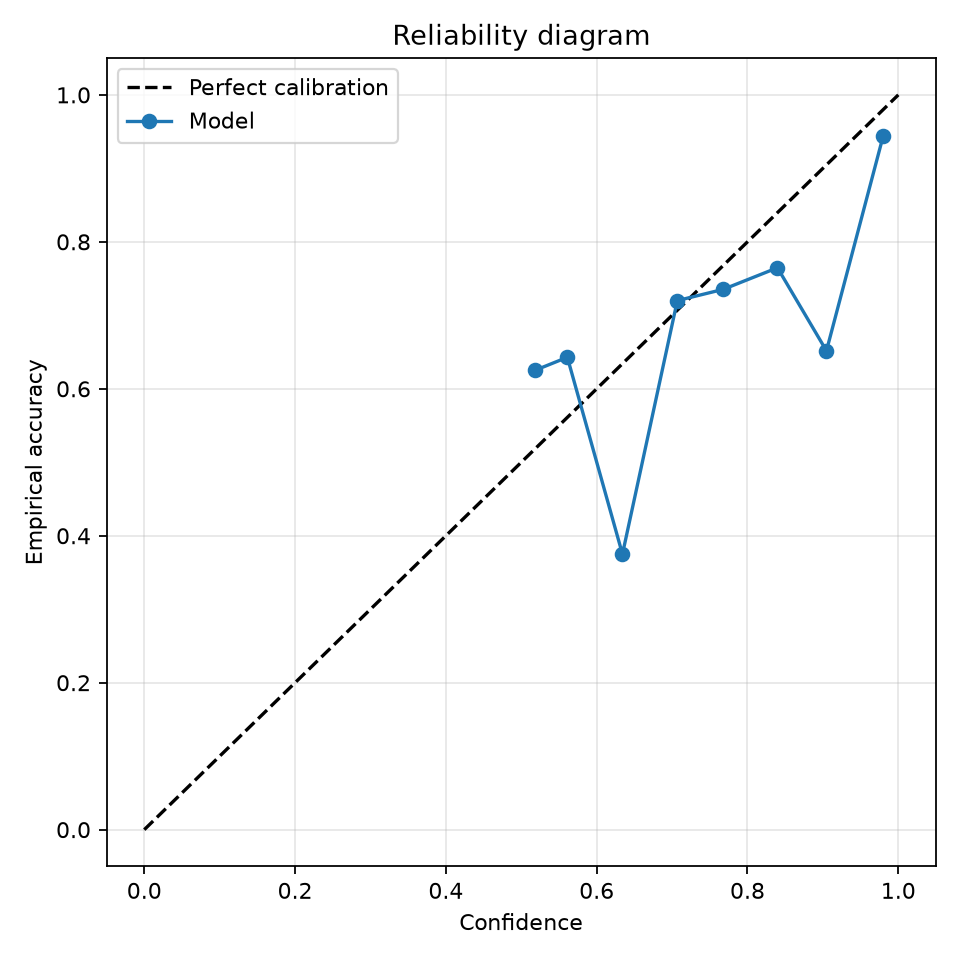 Reliability diagram
Perfect calibration
Model
1.0
0.8
0.6
0.4
0.2
0.0
Empirical accuracy
0.0 0.2 0.4 0.6 0.8 1.0
Confidence